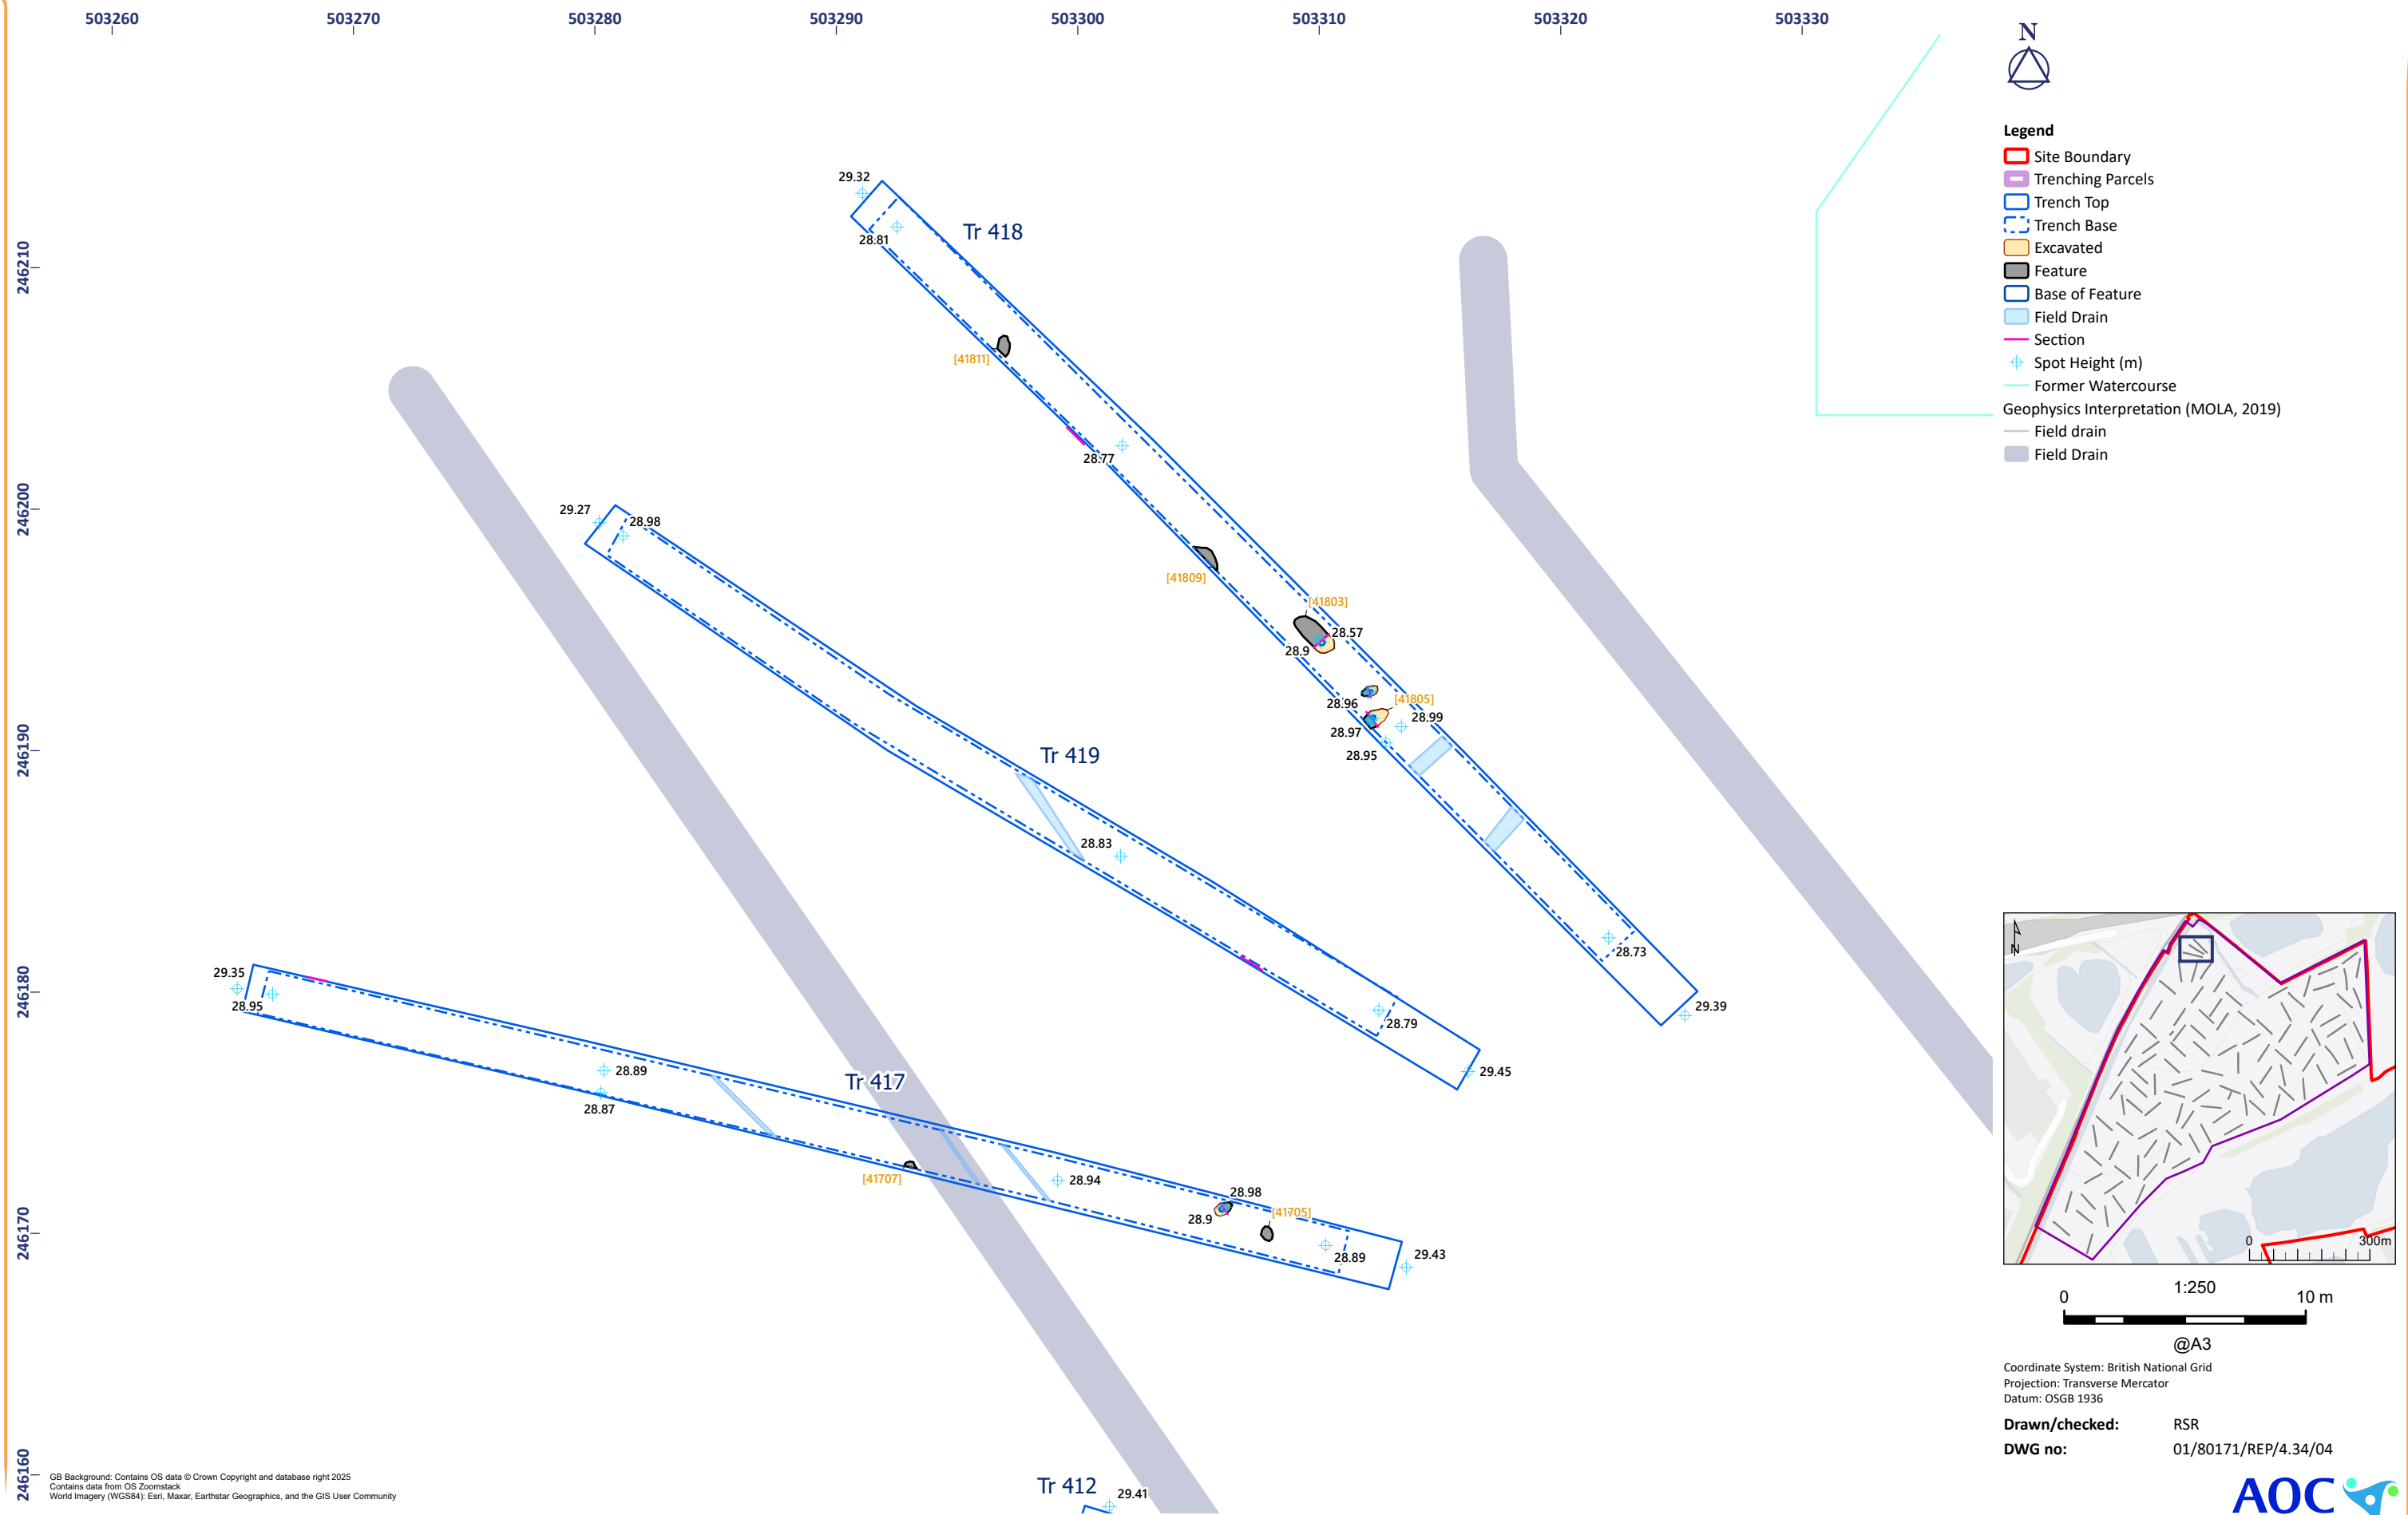 503260
503270
503280
503290
503300
503310
503320
503330
246210
246200
246190
246180
246170
246160
29.32
28.81
Tr 418
[41811]
28.77
29.27
28.98
[41809]
[41803]
28.57
28.9
28.96
[41805]
28.99
28.97
28.95
Tr 419
28.83
28.73
29.39
28.79
29.45
29.35
28.95
28.89
28.87
Tr 417
[41707]
28.94
28.98
28.9
[41705]
28.89
29.43
Tr 412
29.41
N
Legend
Site Boundary
Trenching Parcels
Trench Top
Trench Base
Excavated
Feature
Base of Feature
Field Drain
Section
Spot Height (m)
Former Watercourse
Geophysics Interpretation (MOLA, 2019)
Field drain
Field Drain
N
0 300m
1:250
0 10 m
@A3
Coordinate System: British National Grid
Projection: Transverse Mercator
Datum: OSGB 1936
Drawn/checked: RSR
DWG no: 01/80171/REP/4.34/04
AOC
GB Background: Contains OS data © Crown Copyright and database right 2025
Contains data from OS Zoomstack
World Imagery (WGS84): Esri, Maxar, Earthstar Geographics, and the GIS User Community